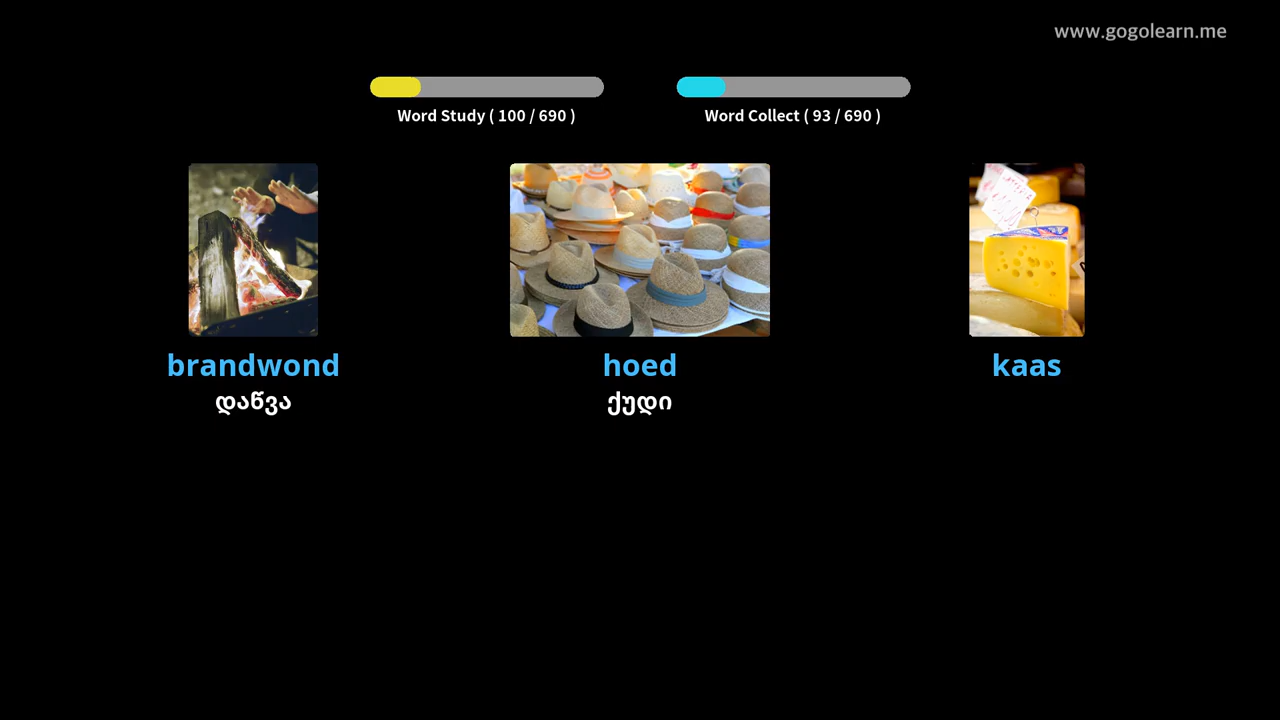 www.gogolearn.me
Word Study ( 100 / 690 )
Word Collect ( 93 / 690 )
brandwond
hoed
kaas
დაწვა
ქუდი